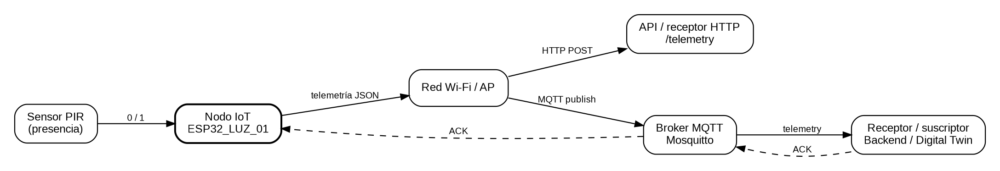 Sensor PIR
(presencia)
0 / 1
Nodo IoT
ESP32_LUZ_01
telemetría JSON
Red Wi-Fi / AP
HTTP POST
API / receptor HTTP
/telemetry
MQTT publish
Broker MQTT
Mosquitto
ACK
telemetry
Receptor / suscriptor
Backend / Digital Twin
ACK